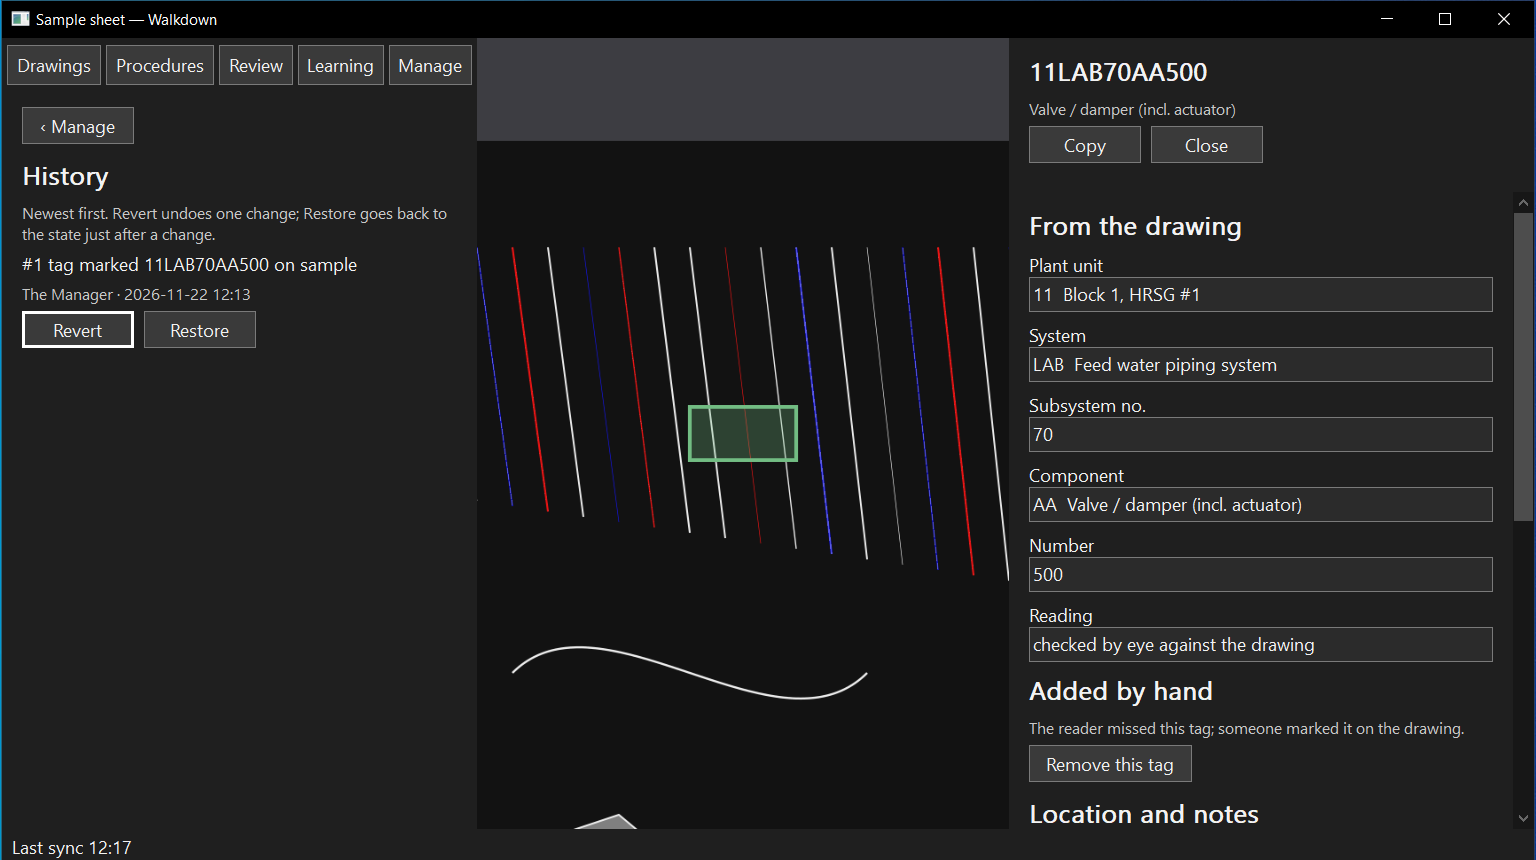 Sample sheet — Walkdown
Drawings
Procedures
Review
Learning
Manage
‹ Manage
History
Newest first. Revert undoes one change; Restore goes back to
the state just after a change.
#1 tag marked 11LAB70AA500 on sample
The Manager · 2026-11-22 12:13
Revert
Restore
11LAB70AA500
Valve / damper (incl. actuator)
Copy
Close
From the drawing
Plant unit
11  Block 1, HRSG #1
System
LAB  Feed water piping system
Subsystem no.
70
Component
AA  Valve / damper (incl. actuator)
Number
500
Reading
checked by eye against the drawing
Added by hand
The reader missed this tag; someone marked it on the drawing.
Remove this tag
Location and notes
Last sync 12:17